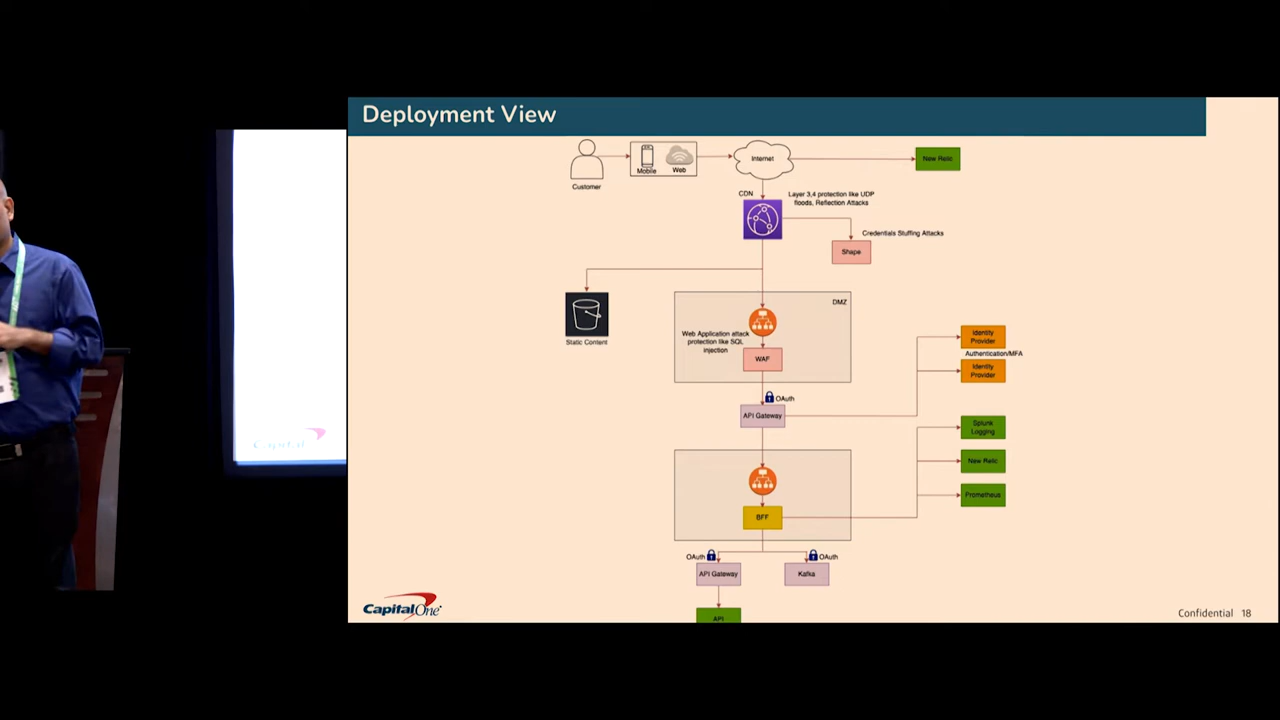 Deployment View
Customer
Mobile
Web
Internet
New Relic
CDN
Layer 3,4 protection like UDP
floods, Reflection Attacks
Credentials Stuffing Attacks
Shape
Static Content
DMZ
Web Application attack
protection like SQL
injection
WAF
OAuth
API Gateway
Identity
Provider
Authentication/MFA
Identity
Provider
Splunk
Logging
New Relic
Prometheus
BFF
OAuth
OAuth
API Gateway
Kafka
API
Capital
CapitalOne
Confidential 18